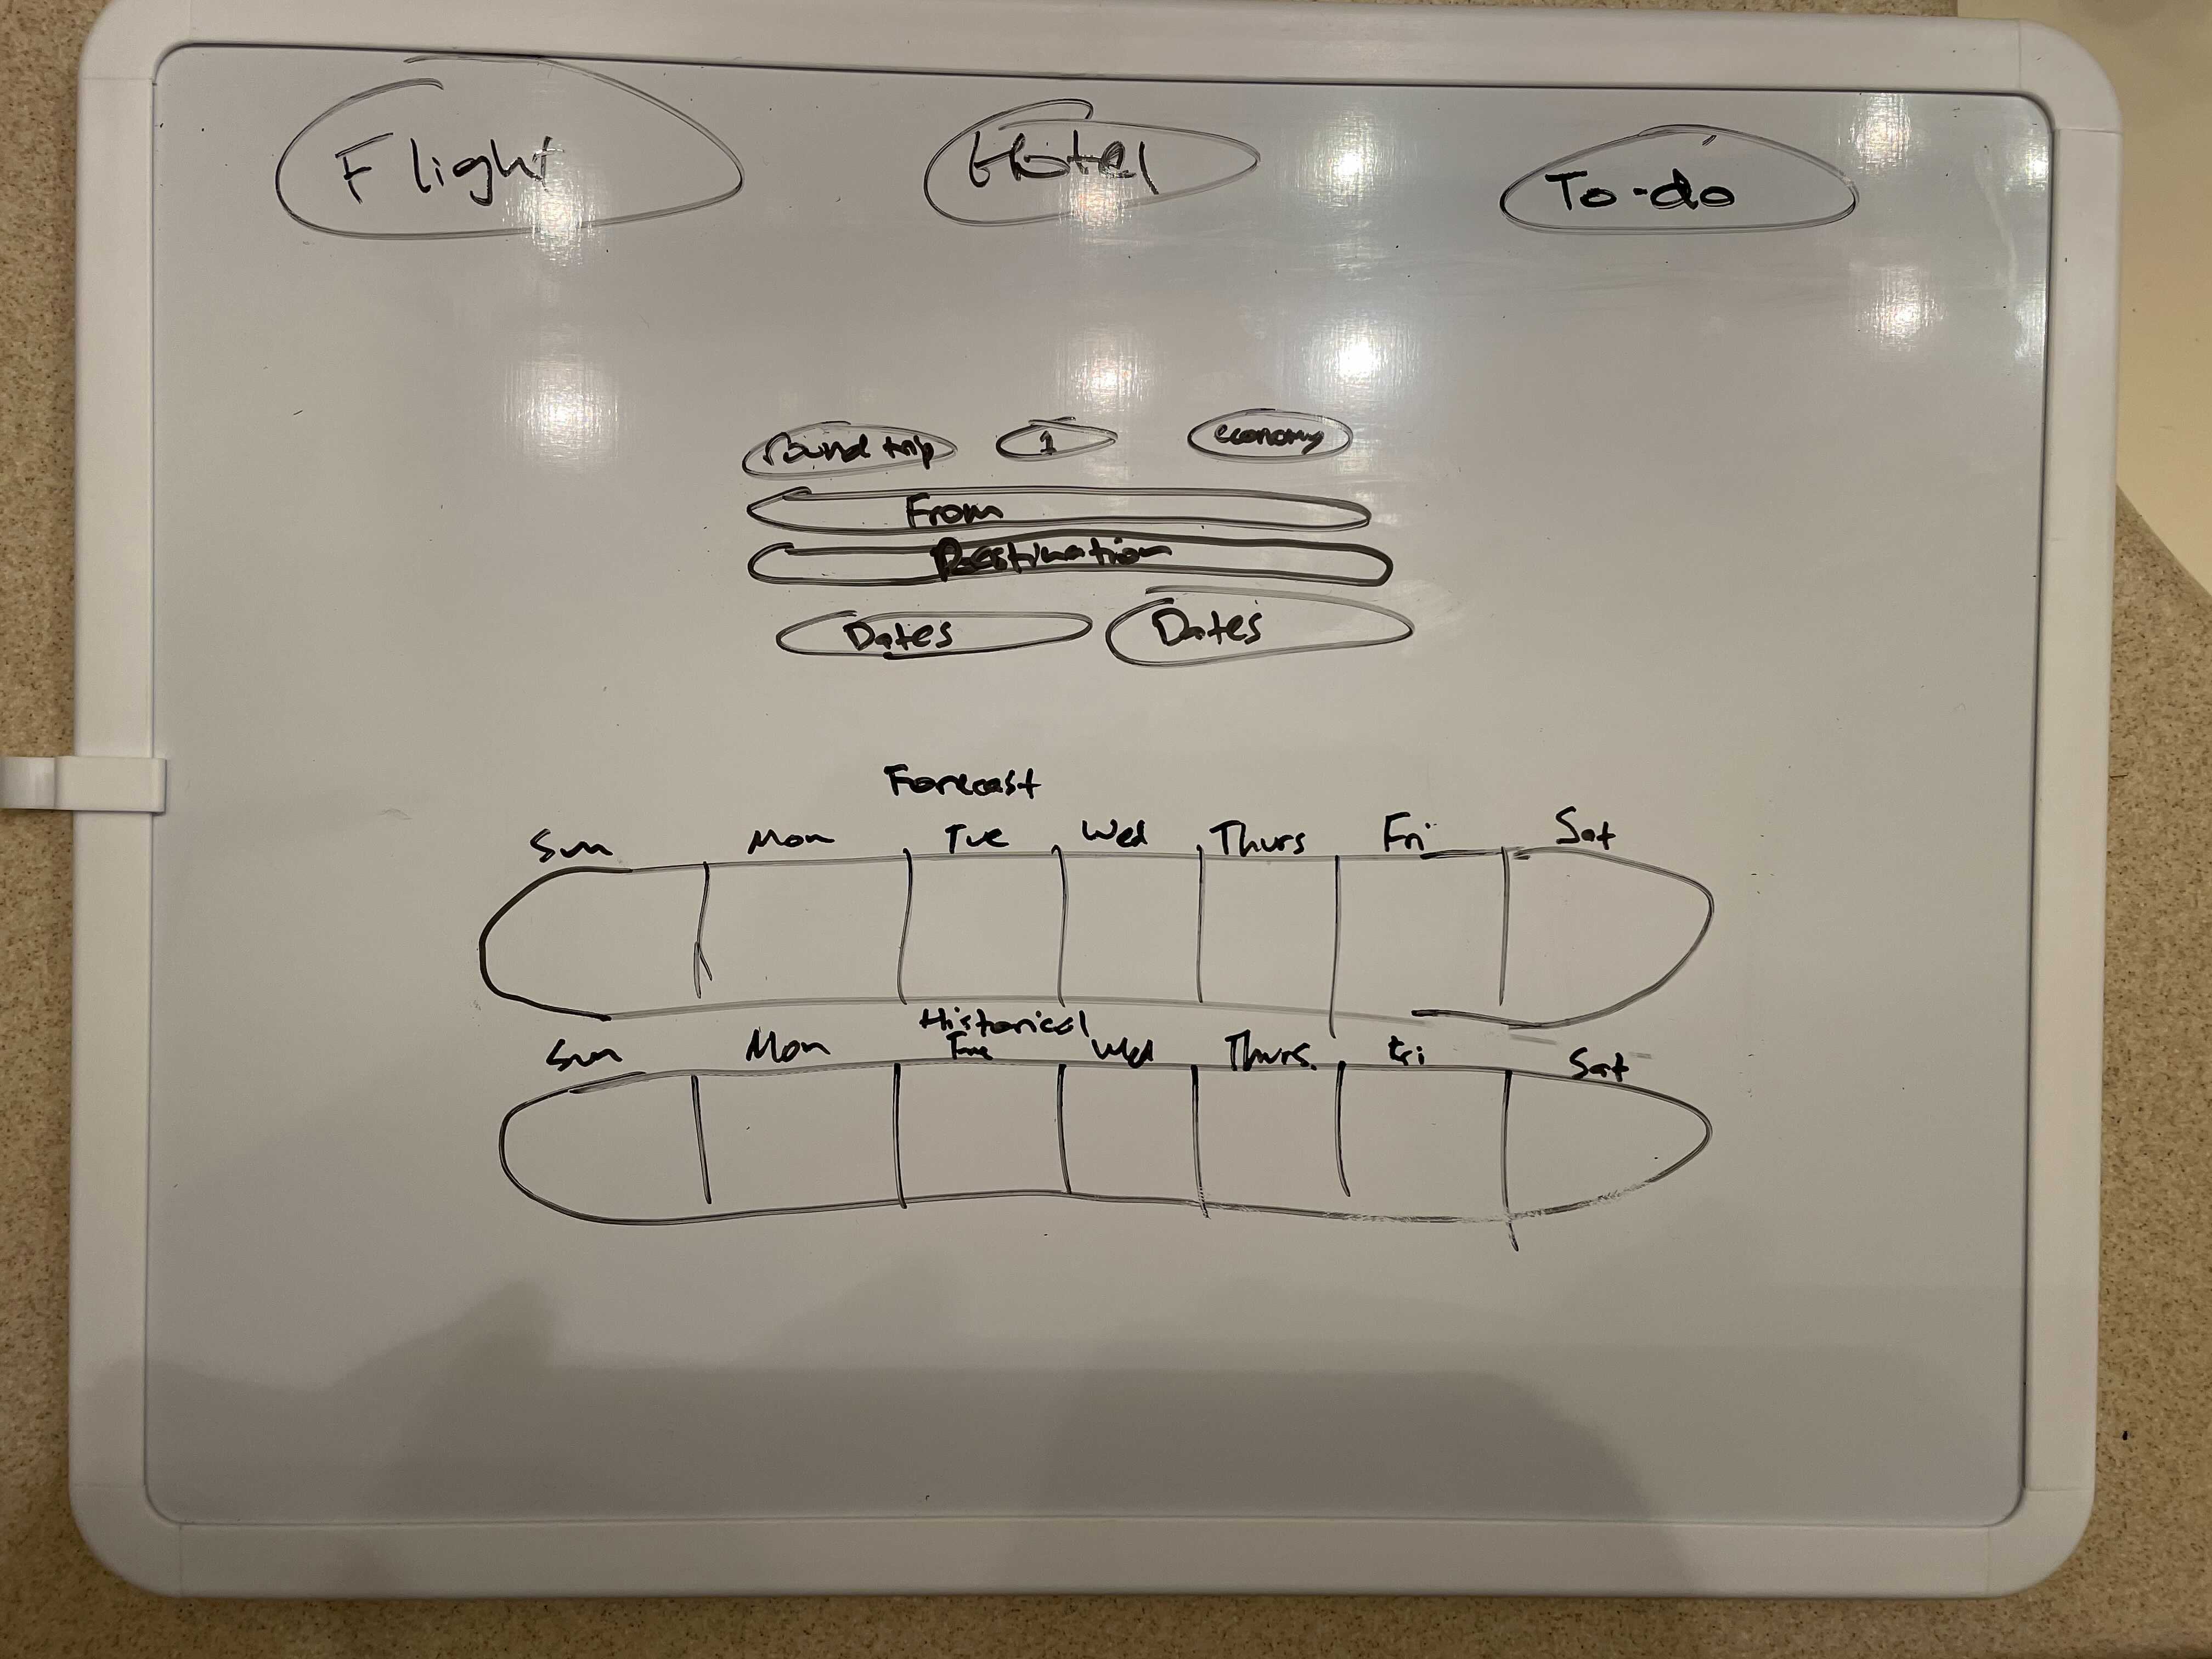 Flight Hotel To-do
round trip 1 economy
From
Destination
Dates Dates
Forecast
Sun Mon Tue Wed Thurs Fri Sat
Historical
Sun Mon Tue Wed Thurs Fri Sat